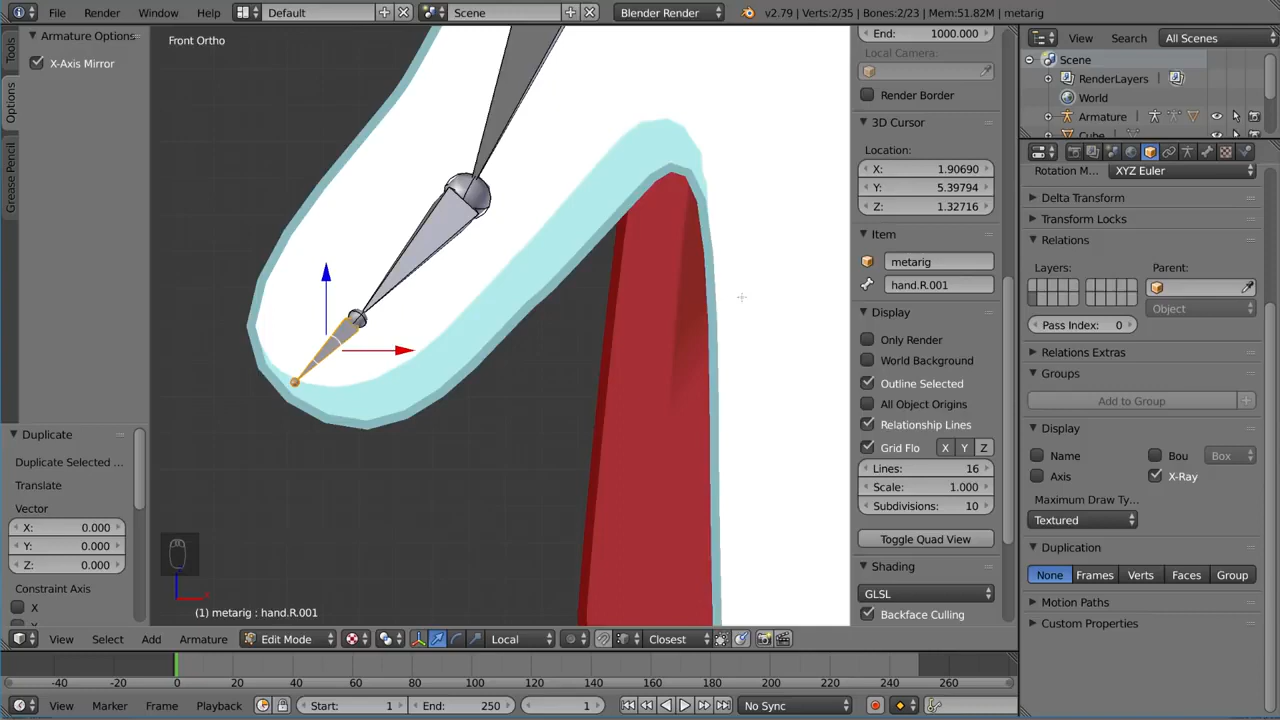 File Render Window Help Default Scene Blender Render v2.79 | Verts:2/35 | Bones:2/23 | Mem:51.82M | metarig
Tools
Options
Grease Pencil
Armature Options
X-Axis Mirror
Duplicate
Duplicate Selected ...
Translate
Vector
X: 0.000
Y: 0.000
Z: 0.000
Constraint Axis
X
Front Ortho
(1) metarig : hand.R.001
View Select Add Armature Edit Mode Local Closest
End: 1000.000
Local Camera:
Render Border
3D Cursor
Location:
X: 1.90690
Y: 5.39794
Z: 1.32716
Item
metarig
hand.R.001
Display
Only Render
World Background
Outline Selected
All Object Origins
Relationship Lines
Grid Flo X Y Z
Lines: 16
Scale: 1.000
Subdivisions: 10
Toggle Quad View
Shading
GLSL
Backface Culling
View Search All Scenes
Scene
RenderLayers
World
Armature
Cube
Rotation M... XYZ Euler
Delta Transform
Transform Locks
Relations
Layers: Parent:
Object
Pass Index: 0
Relations Extras
Groups
Add to Group
Display
Name Bou Box
Axis X-Ray
Maximum Draw Ty...
Textured
Duplication
None Frames Verts Faces Group
Motion Paths
Custom Properties
-40 -20 0 20 40 60 80 100 120 140 160 180 200 220 240 260
View Marker Frame Playback Start: 1 End: 250 1 No Sync